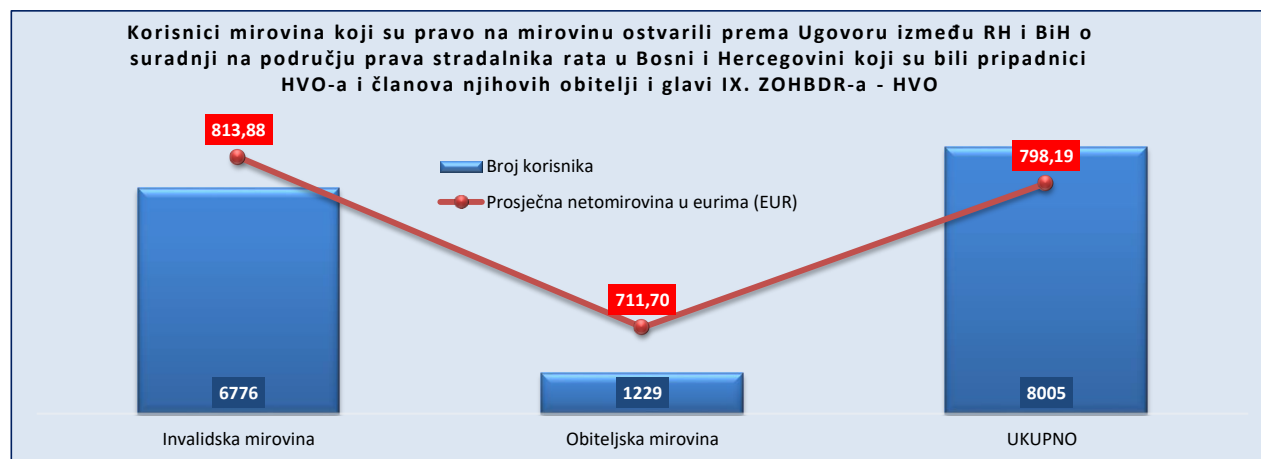 Korisnici mirovina koji su pravo na mirovinu ostvarili prema Ugovoru između RH i BiH o
suradnji na području prava stradalnika rata u Bosni i Hercegovini koji su bili pripadnici
HVO-a i članova njihovih obitelji i glavi IX. ZOHBDR-a - HVO
813,88
Broj korisnika
798,19
Prosječna netomirovina u eurima (EUR)
711,70
6776
1229
8005
Invalidska mirovina
Obiteljska mirovina
UKUPNO